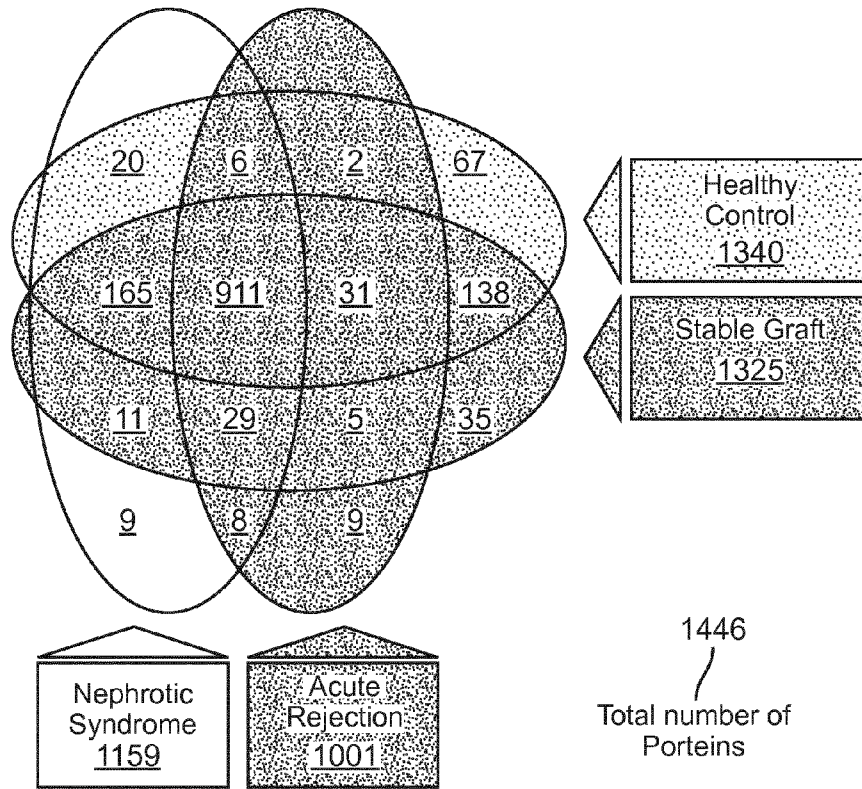 20 6 2 67
165 911 31 138
11 29 5 35
9 8 9
Healthy
Control
1340
Stable Graft
1325
Nephrotic
Syndrome
1159
Acute
Rejection
1001
1446
Total number of
Porteins